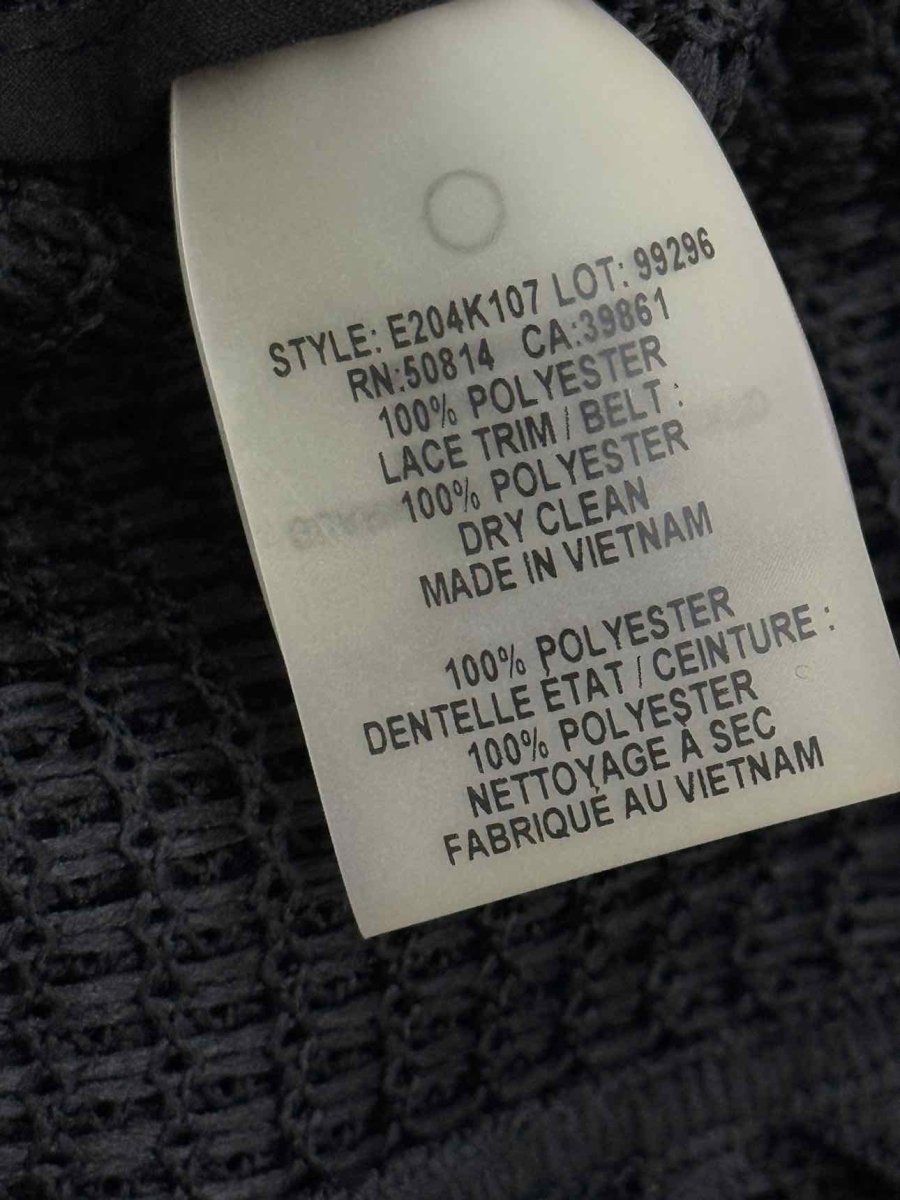 STYLE: E204K107 LOT: 99296
RN:50814 CA:39861
100% POLYESTER
LACE TRIM / BELT :
100% POLYESTER
DRY CLEAN
MADE IN VIETNAM
100% POLYESTER
DENTELLE ÉTAT / CEINTURE :
100% POLYESTER
NETTOYAGE À SEC
FABRIQUÉ AU VIETNAM